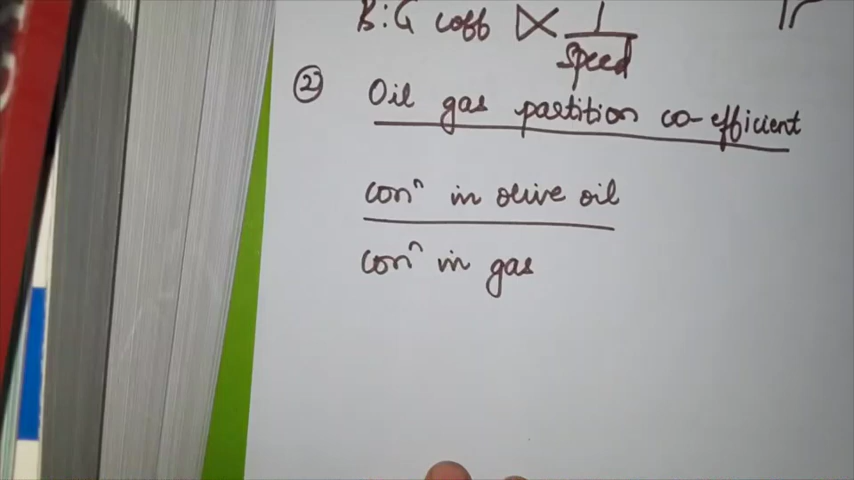 B:G coff ∝ 1
Speed
② Oil gas partition co-efficient
conⁿ in olive oil
conⁿ in gas